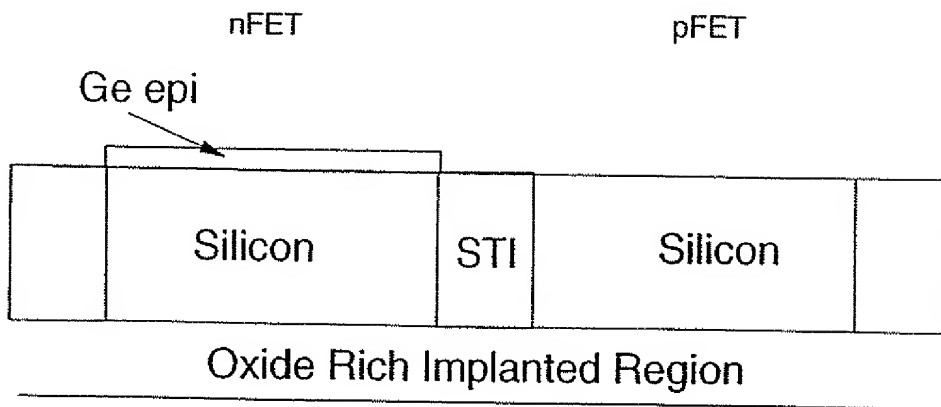 nFET pFET
Ge epi
Silicon STI Silicon
Oxide Rich Implanted Region